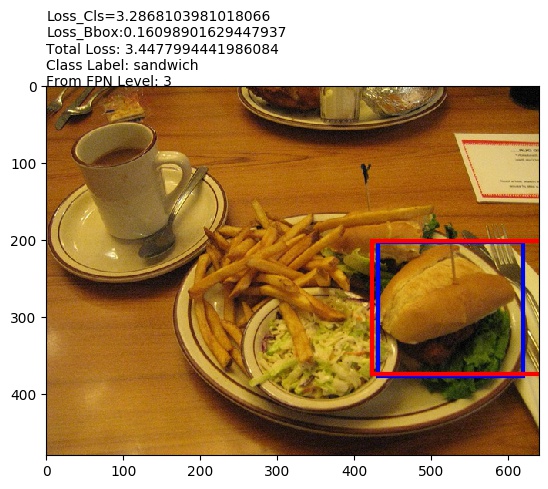 Loss_Cls=3.2868103981018066
Loss_Bbox:0.16098901629447937
Total Loss: 3.4477994441986084
Class Label: sandwich
From FPN Level: 3
0
100
200
300
400
0 100 200 300 400 500 600